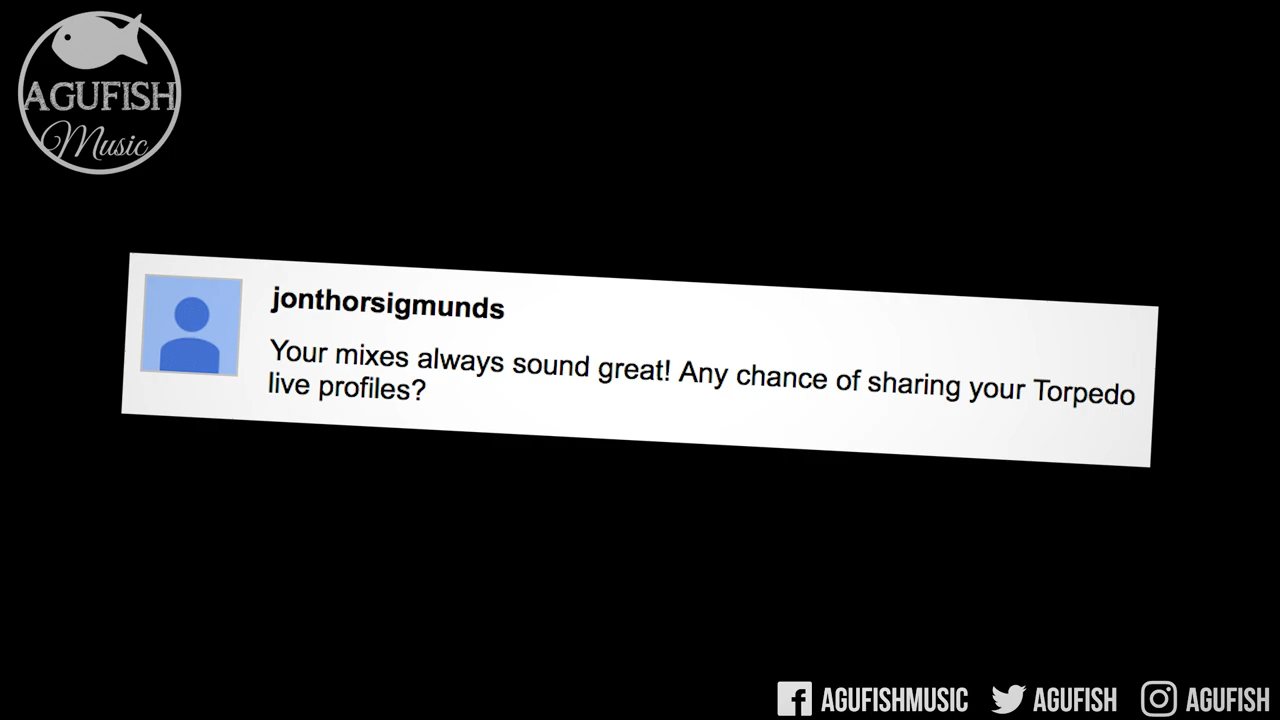 AGUFISH
Music
jonthorsigmunds
Your mixes always sound great! Any chance of sharing your Torpedo
live profiles?
AGUFISHMUSIC AGUFISH AGUFISH